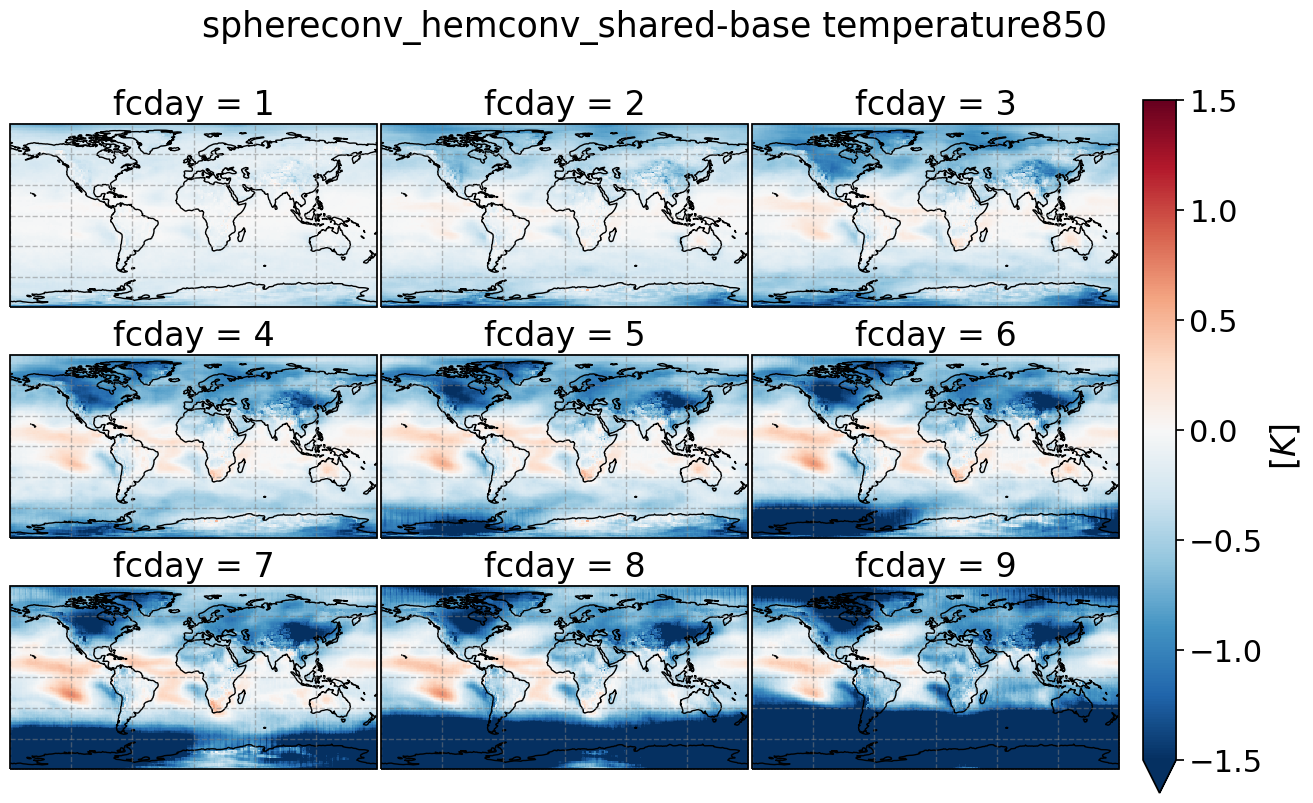 sphereconv_hemconv_shared-base temperature850
fcday = 1
fcday = 2
fcday = 3
fcday = 4
fcday = 5
fcday = 6
fcday = 7
fcday = 8
fcday = 9
1.5
1.0
0.5
0.0
−0.5
−1.0
−1.5
[K]